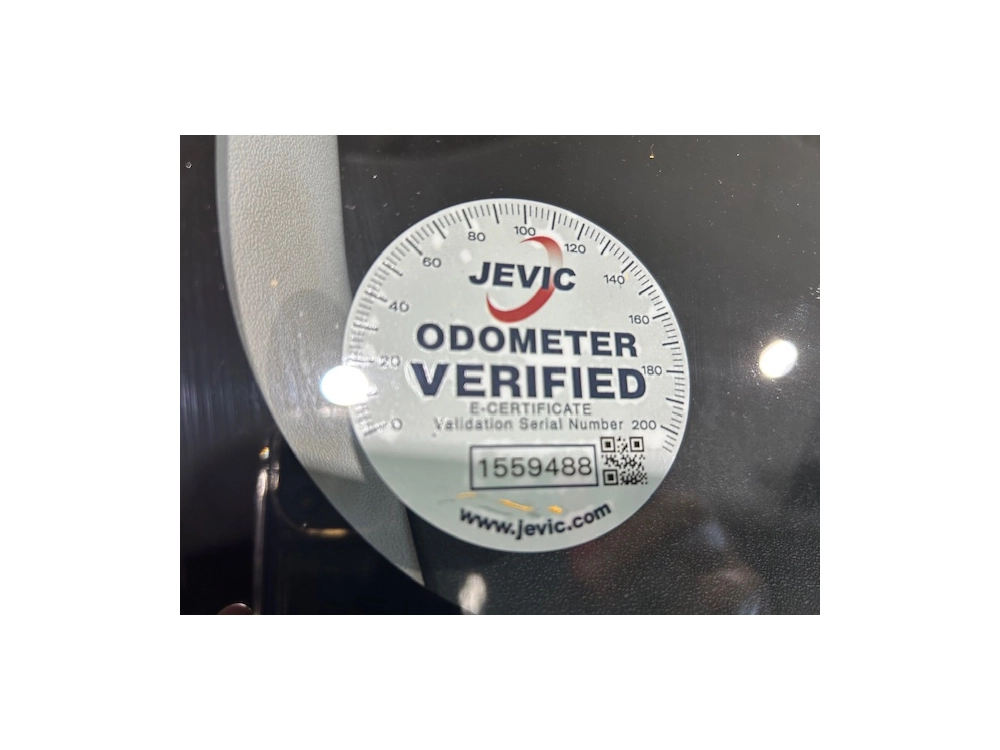 0 20 40 60 80 100 120 140 160 180 200
JEVIC
ODOMETER
VERIFIED
E-CERTIFICATE
Validation Serial Number
1559488
www.jevic.com